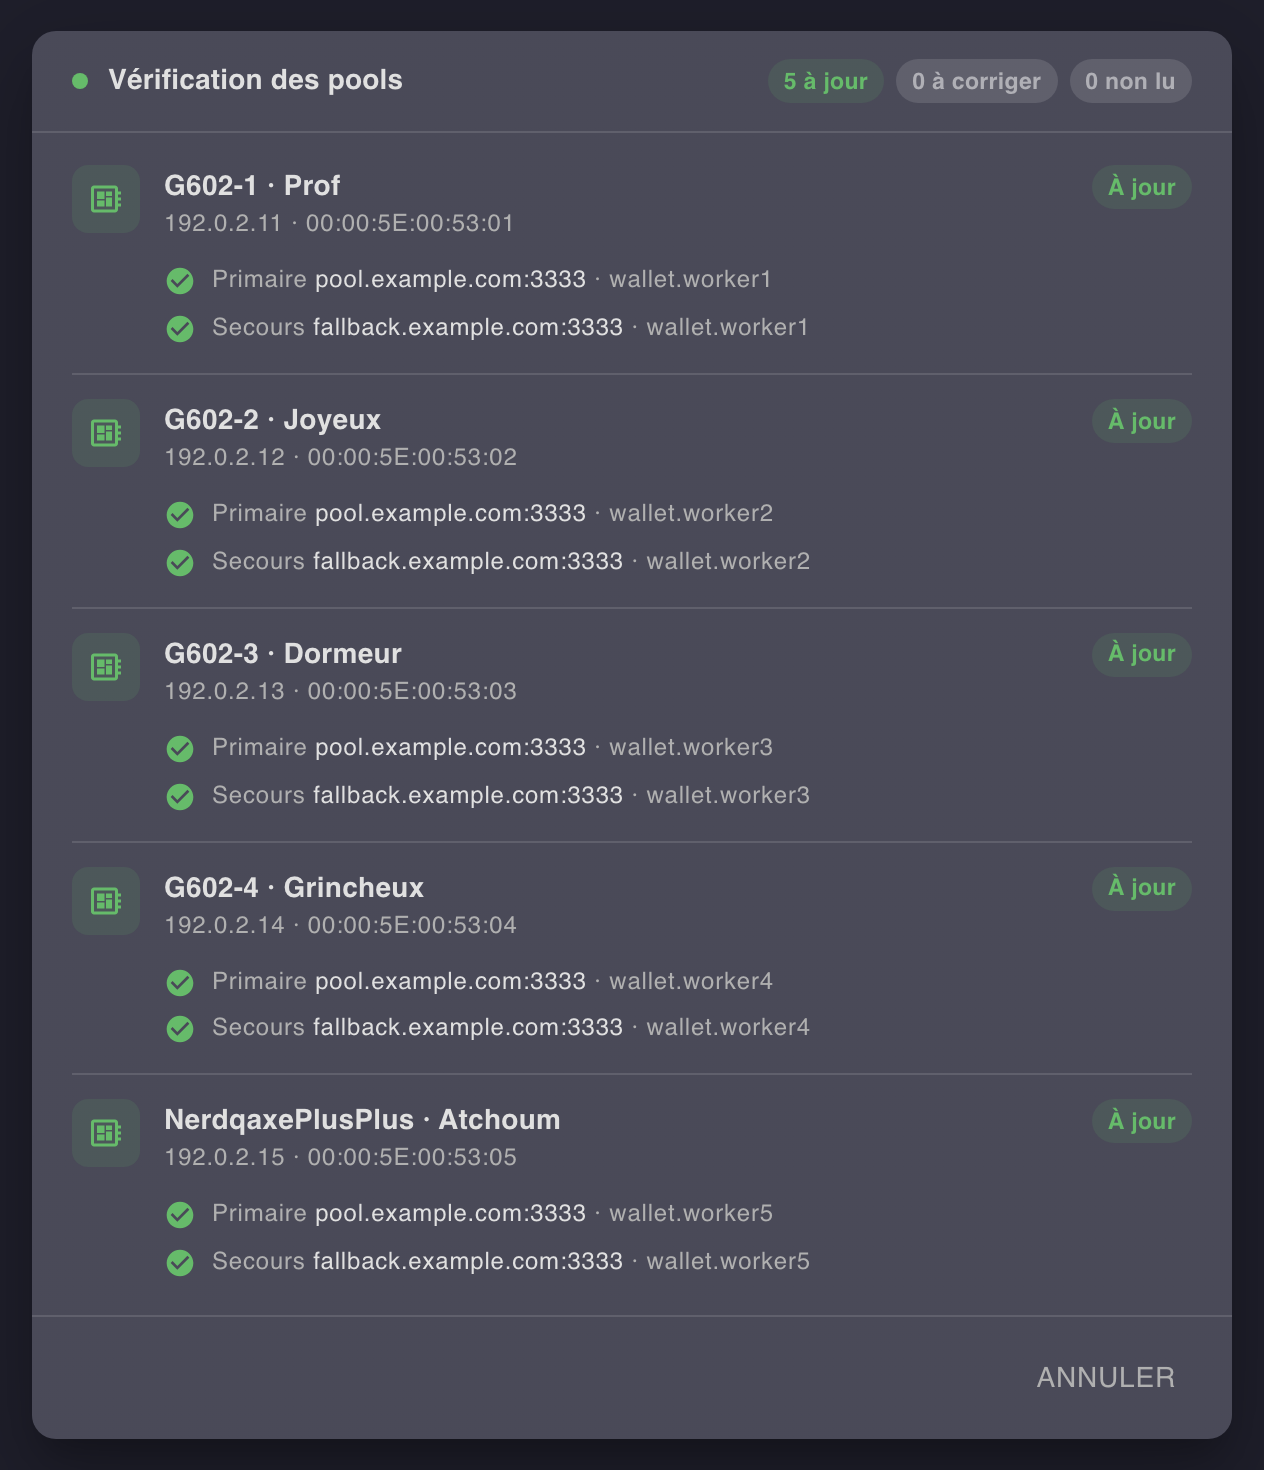 Vérification des pools
5 à jour
0 à corriger
0 non lu
G602-1 · Prof
À jour
192.0.2.11 · 00:00:5E:00:53:01
Primaire pool.example.com:3333 · wallet.worker1
Secours fallback.example.com:3333 · wallet.worker1
G602-2 · Joyeux
À jour
192.0.2.12 · 00:00:5E:00:53:02
Primaire pool.example.com:3333 · wallet.worker2
Secours fallback.example.com:3333 · wallet.worker2
G602-3 · Dormeur
À jour
192.0.2.13 · 00:00:5E:00:53:03
Primaire pool.example.com:3333 · wallet.worker3
Secours fallback.example.com:3333 · wallet.worker3
G602-4 · Grincheux
À jour
192.0.2.14 · 00:00:5E:00:53:04
Primaire pool.example.com:3333 · wallet.worker4
Secours fallback.example.com:3333 · wallet.worker4
NerdqaxePlusPlus · Atchoum
À jour
192.0.2.15 · 00:00:5E:00:53:05
Primaire pool.example.com:3333 · wallet.worker5
Secours fallback.example.com:3333 · wallet.worker5
ANNULER